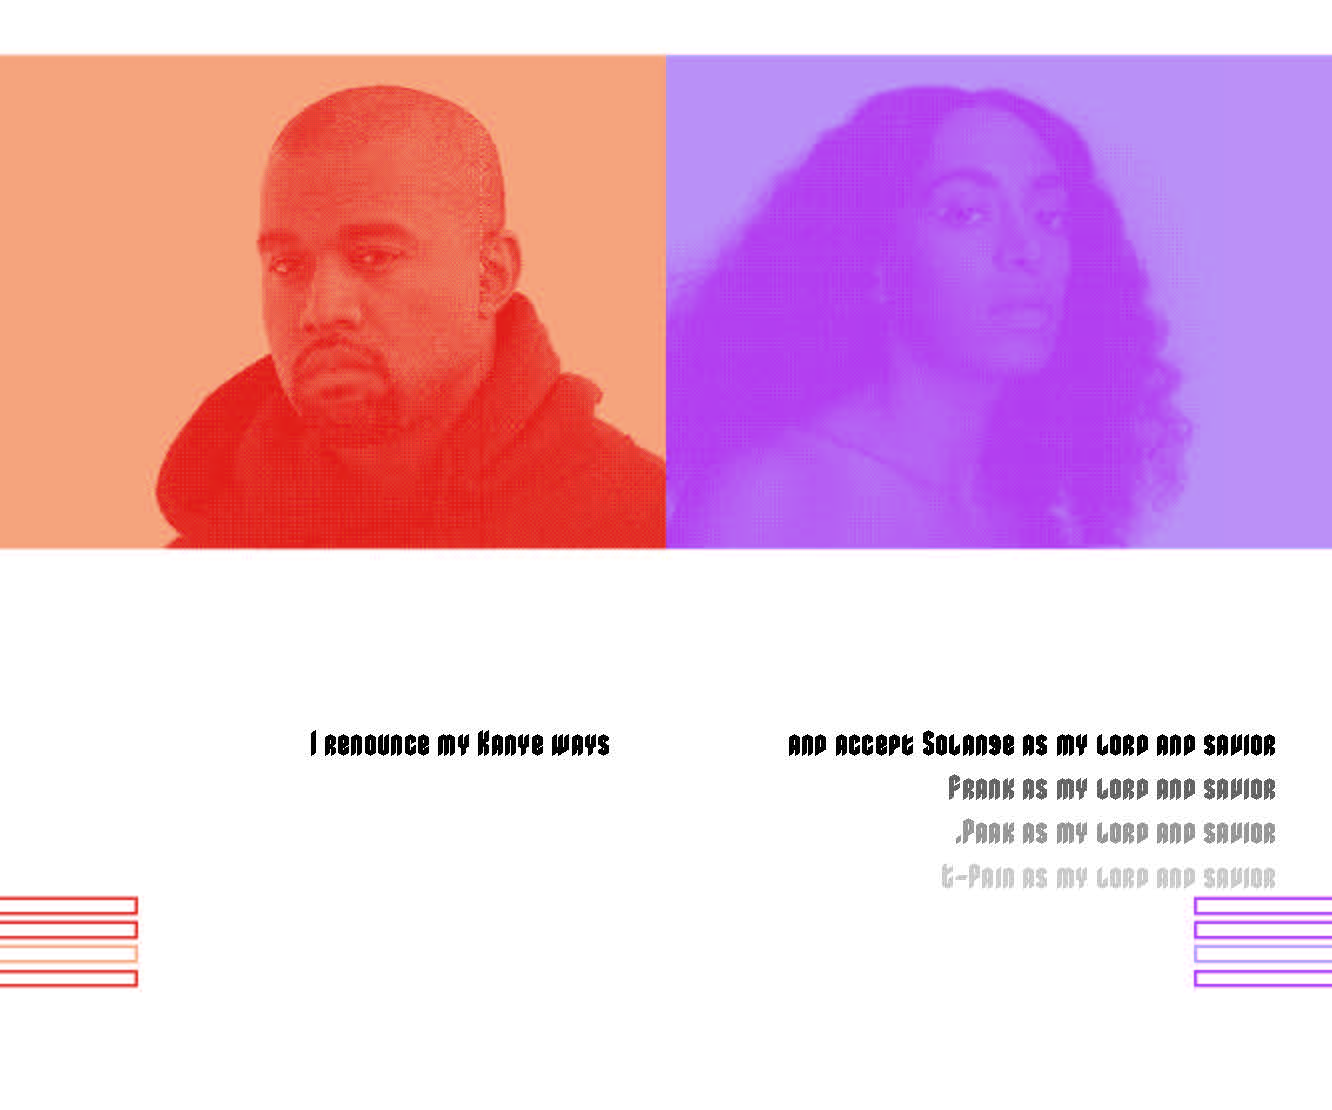 I renounce my Kanye ways
and accept Solange as my lord and savior
Frank as my lord and savior
.Paak as my lord and savior
t-Pain as my lord and savior